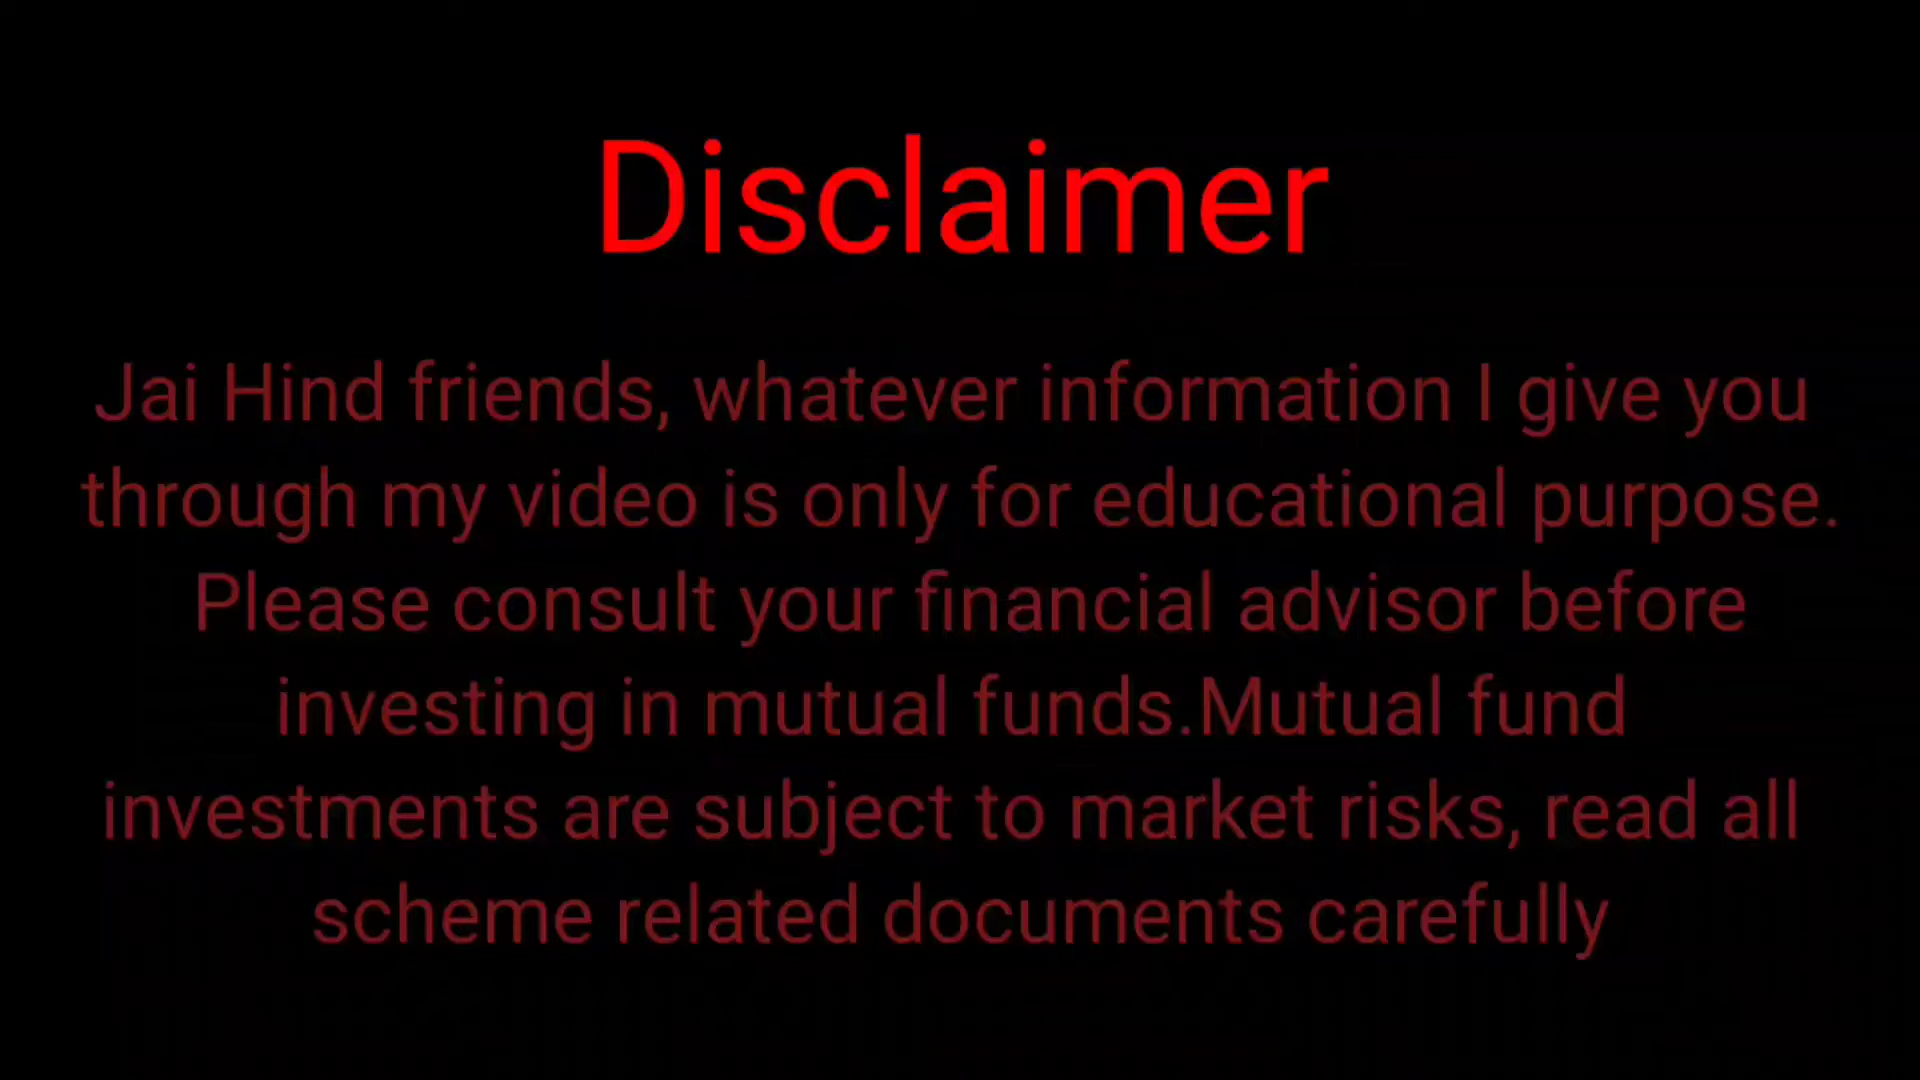 Disclaimer
Jai Hind friends, whatever information I give you
through my video is only for educational purpose.
Please consult your financial advisor before
investing in mutual funds.Mutual fund
investments are subject to market risks, read all
scheme related documents carefully